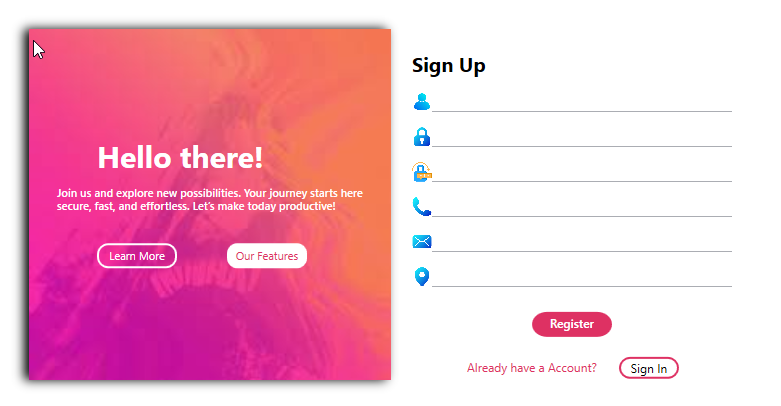 Hello there!
Join us and explore new possibilities. Your journey starts here
secure, fast, and effortless. Let's make today productive!
Learn More
Our Features
Sign Up
Register
Already have a Account?
Sign In